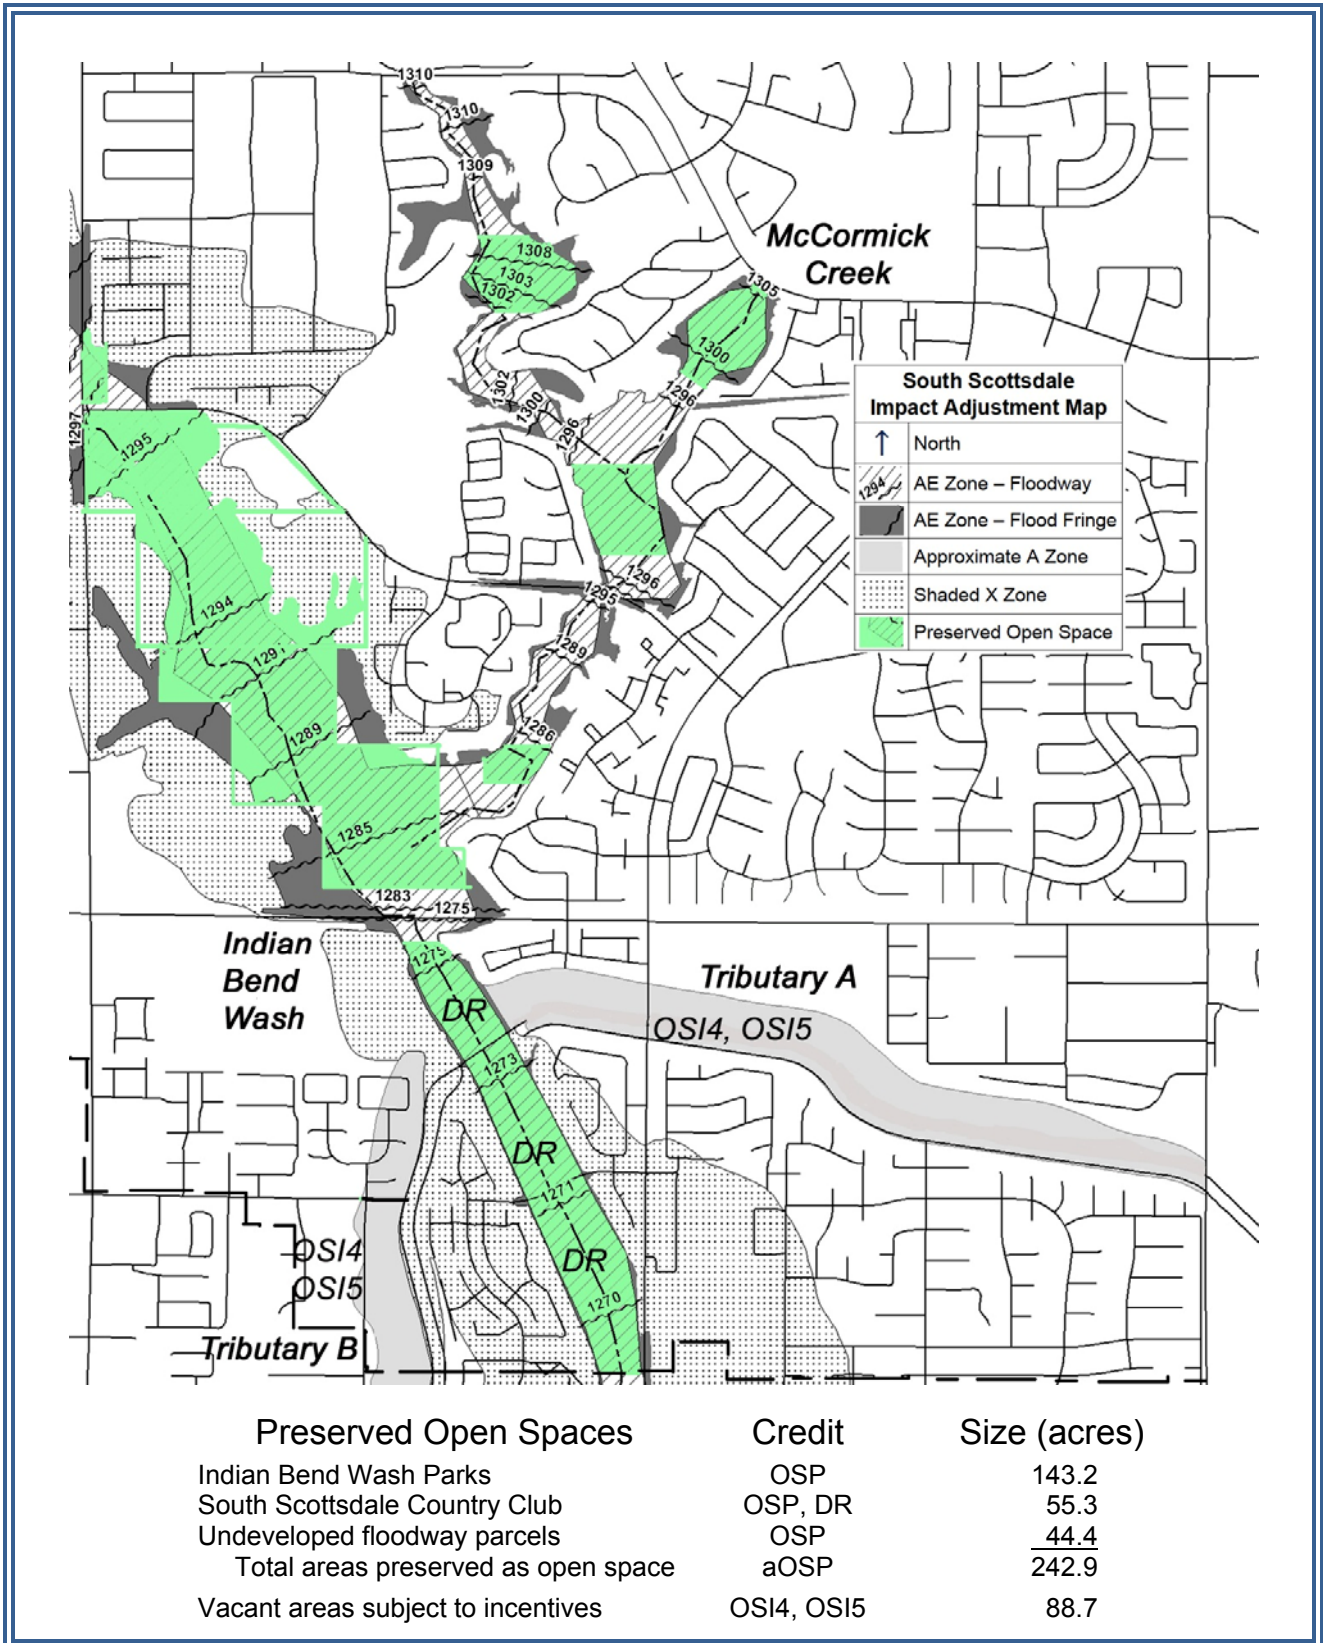 1310
1310
1309
McCormick
Creek
1308
1303
1302
1305
1300
1302
1300
1296
1296
1297
1295
South Scottsdale
Impact Adjustment Map
North
1294 AE Zone – Floodway
AE Zone – Flood Fringe
Approximate A Zone
Shaded X Zone
Preserved Open Space
1296
1295
1294
1289
1286
1289
1285
1283
1275
Indian
Bend
Wash
1275
Tributary A
DR
OSI4, OSI5
1273
DR
1271
OSI4
OSI5
DR
1270
Tributary B
Preserved Open Spaces Credit Size (acres)
Indian Bend Wash Parks OSP 143.2
South Scottsdale Country Club OSP, DR 55.3
Undeveloped floodway parcels OSP 44.4
Total areas preserved as open space aOSP 242.9
Vacant areas subject to incentives OSI4, OSI5 88.7